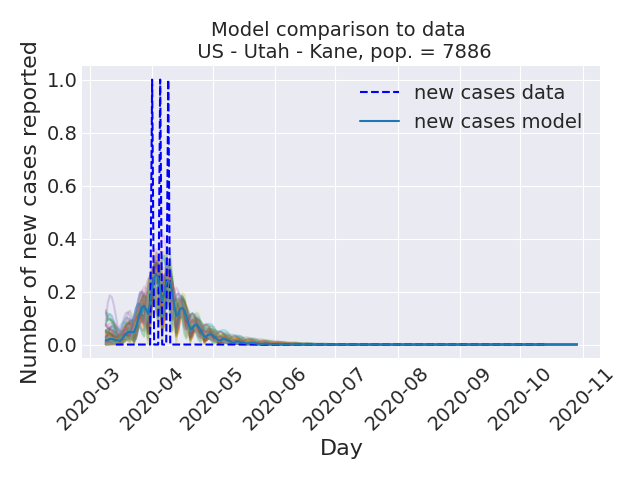 Model comparison to data
US - Utah - Kane, pop. = 7886
new cases data
new cases model
Number of new cases reported
1.0
0.8
0.6
0.4
0.2
0.0
2020-03
2020-04
2020-05
2020-06
2020-07
2020-08
2020-09
2020-10
2020-11
Day